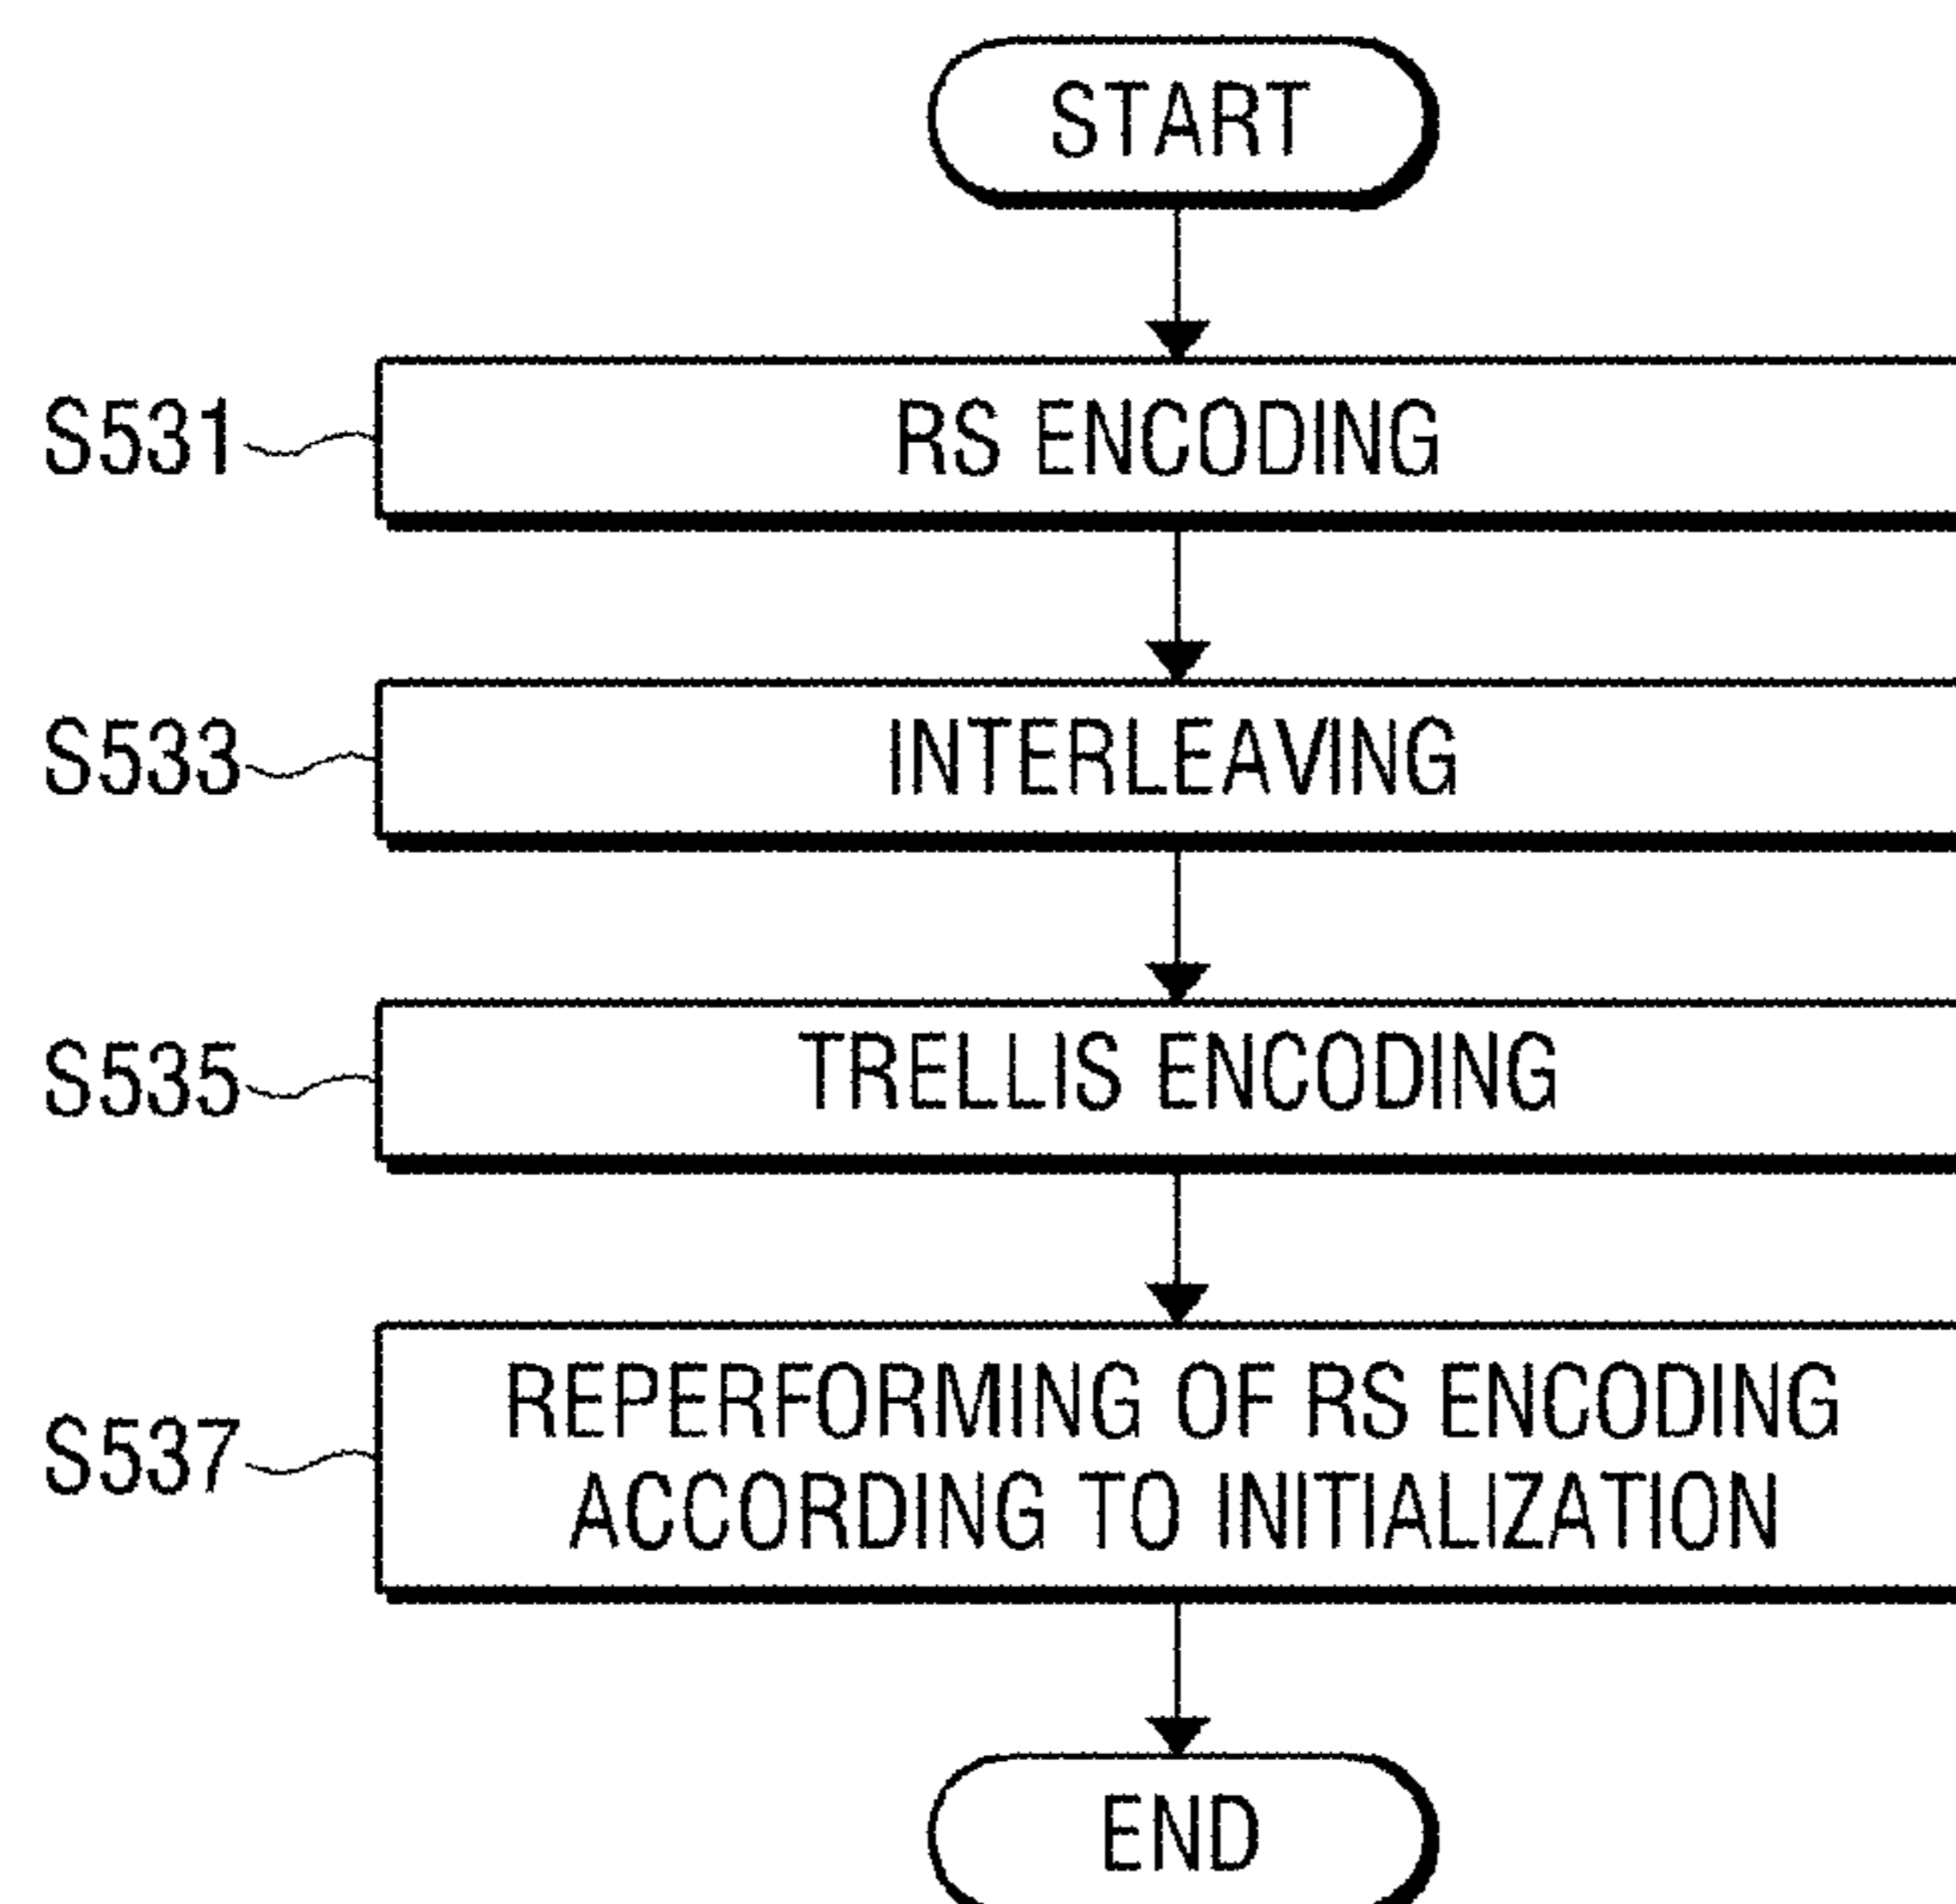 START
S531
RS ENCODING
S533
INTERLEAVING
S535
TRELLIS ENCODING
S537
REPERFORMING OF RS ENCODING
ACCORDING TO INITIALIZATION
END